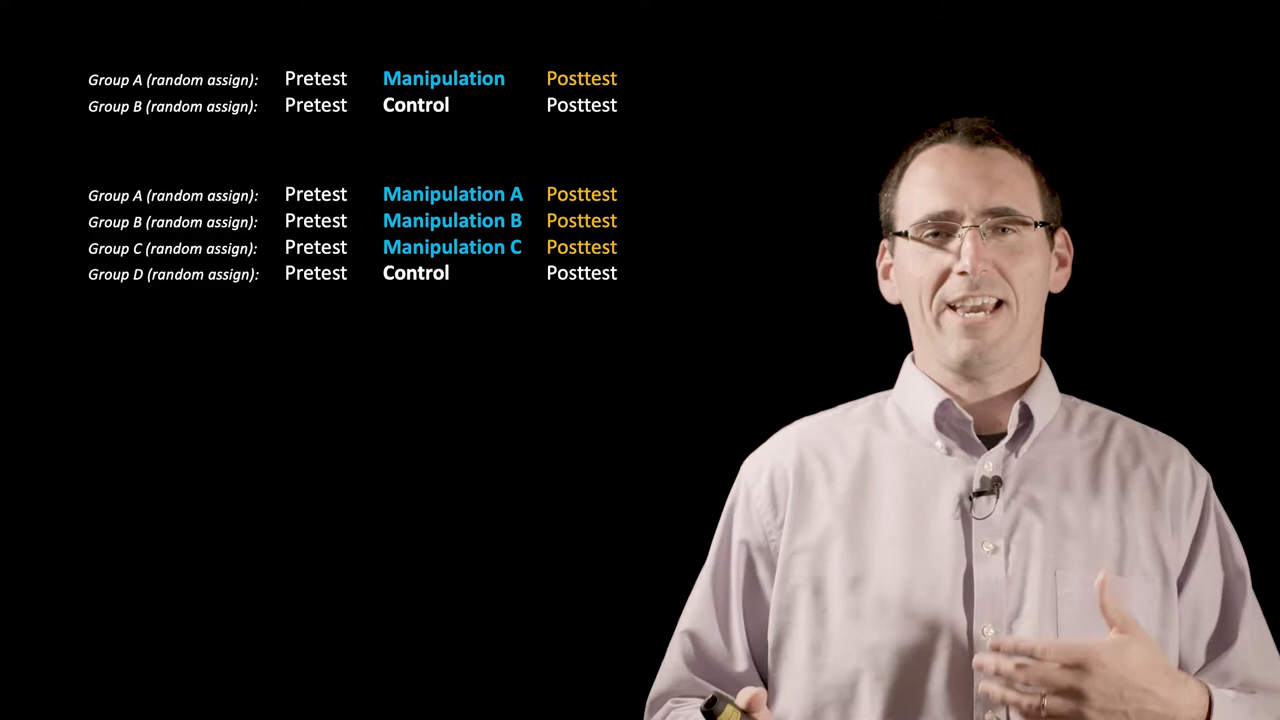 Group A (random assign): Pretest Manipulation Posttest
Group B (random assign): Pretest Control Posttest
Group A (random assign): Pretest Manipulation A Posttest
Group B (random assign): Pretest Manipulation B Posttest
Group C (random assign): Pretest Manipulation C Posttest
Group D (random assign): Pretest Control Posttest